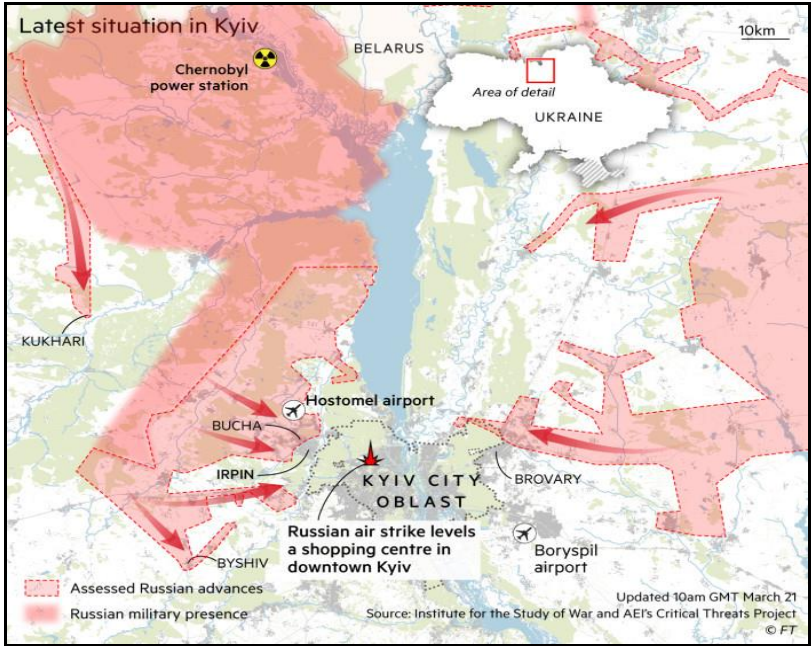 Latest situation in Kyiv
10km
BELARUS
Chernobyl
power station
Area of detail
UKRAINE
KUKHARI
Hostomel airport
BUCHA
IRPIN
KYIV CITY
OBLAST
BROVARY
Russian air strike levels
a shopping centre in
downtown Kyiv
BYSHIV
Boryspil
airport
Assessed Russian advances
Russian military presence
Updated 10am GMT March 21
Source: Institute for the Study of War and AEI's Critical Threats Project
© FT